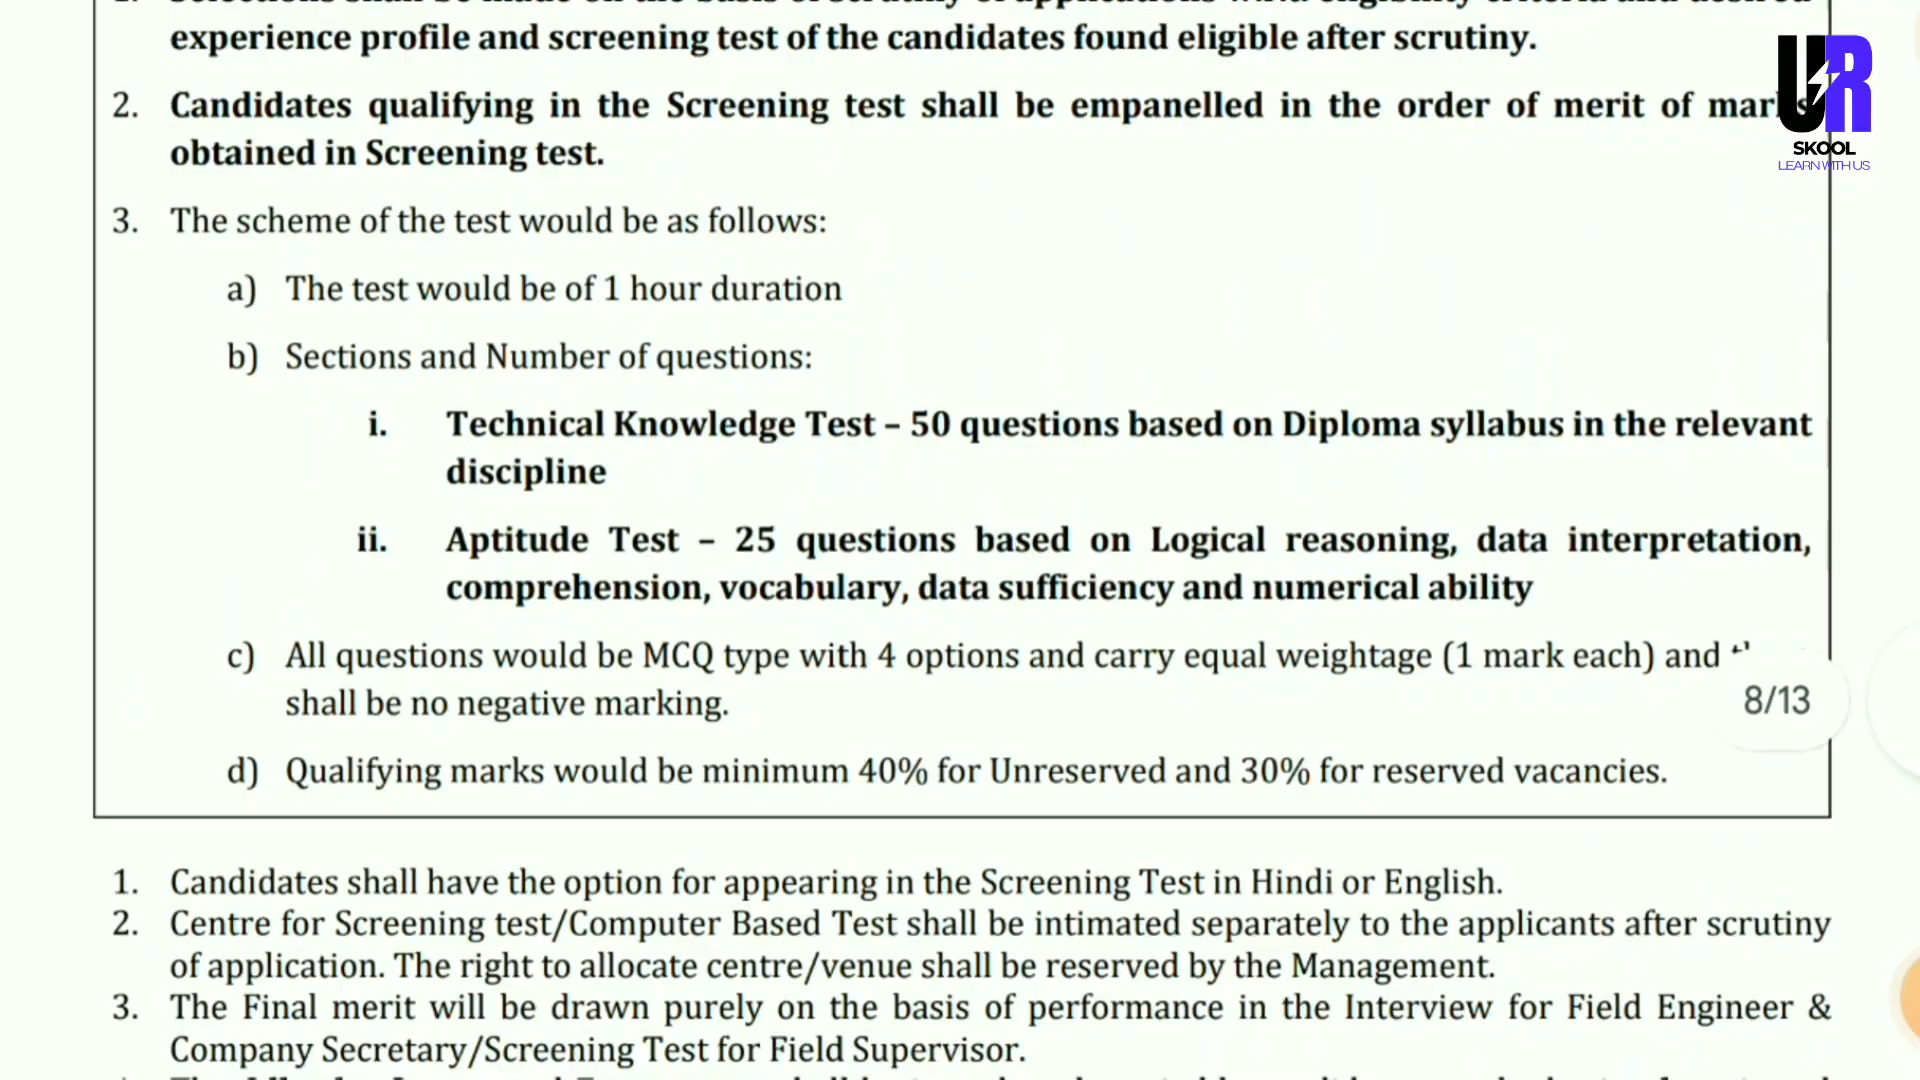 experience profile and screening test of the candidates found eligible after scrutiny.
2. Candidates qualifying in the Screening test shall be empanelled in the order of merit of marks
obtained in Screening test.
UR
SKOOL
LEARN WITH US
3. The scheme of the test would be as follows:
a) The test would be of 1 hour duration
b) Sections and Number of questions:
i. Technical Knowledge Test – 50 questions based on Diploma syllabus in the relevant
discipline
ii. Aptitude Test – 25 questions based on Logical reasoning, data interpretation,
comprehension, vocabulary, data sufficiency and numerical ability
c) All questions would be MCQ type with 4 options and carry equal weightage (1 mark each) and
shall be no negative marking.
8/13
d) Qualifying marks would be minimum 40% for Unreserved and 30% for reserved vacancies.
1. Candidates shall have the option for appearing in the Screening Test in Hindi or English.
2. Centre for Screening test/Computer Based Test shall be intimated separately to the applicants after scrutiny
of application. The right to allocate centre/venue shall be reserved by the Management.
3. The Final merit will be drawn purely on the basis of performance in the Interview for Field Engineer &
Company Secretary/Screening Test for Field Supervisor.